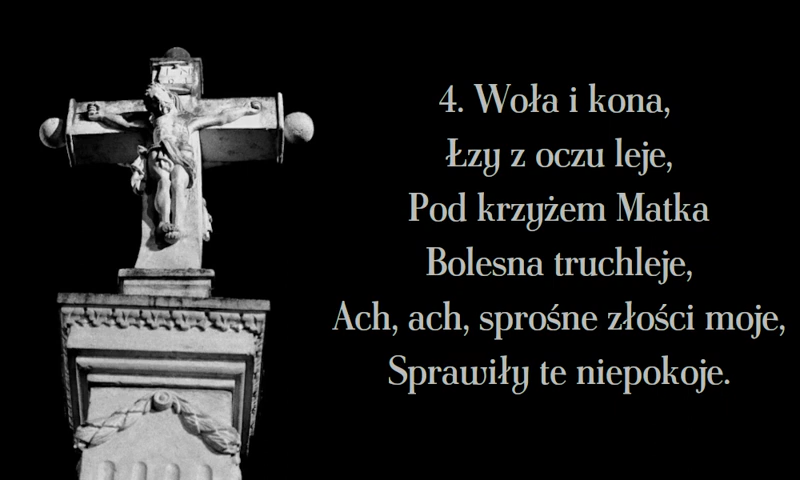 4. Woła i kona,
Łzy z oczu leje,
Pod krzyżem Matka
Bolesna truchleje,
Ach, ach, sprośne złości moje,
Sprawiły te niepokoje.